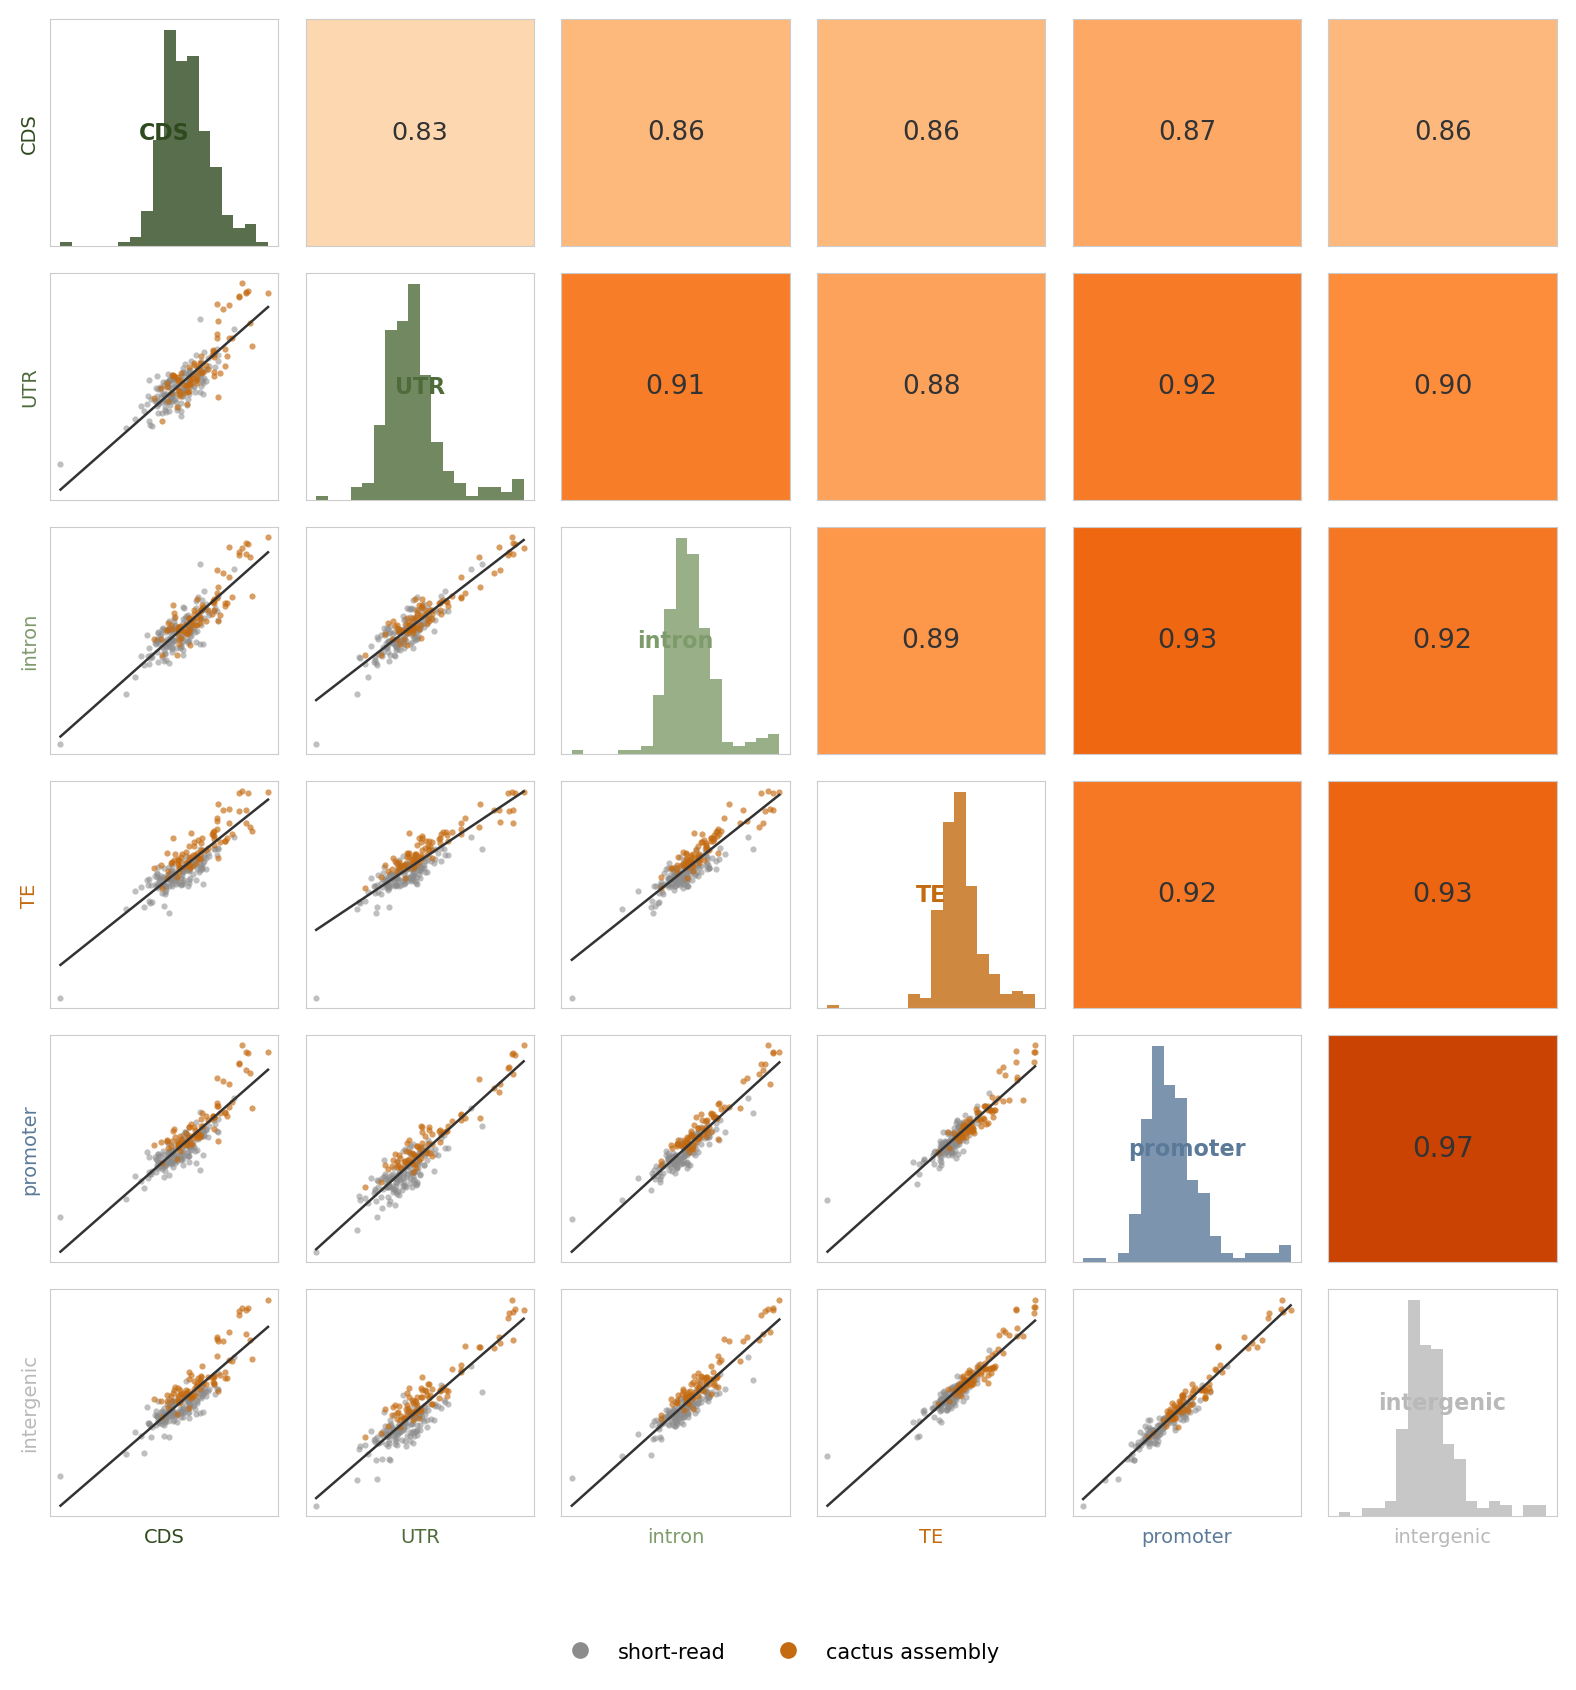 CDS
CDS
0.83
0.86
0.86
0.87
0.86
UTR
UTR
0.91
0.88
0.92
0.90
intron
intron
0.89
0.93
0.92
TE
TE
0.92
0.93
promoter
promoter
0.97
intergenic
intergenic
CDS
UTR
intron
TE
promoter
intergenic
short-read
cactus assembly